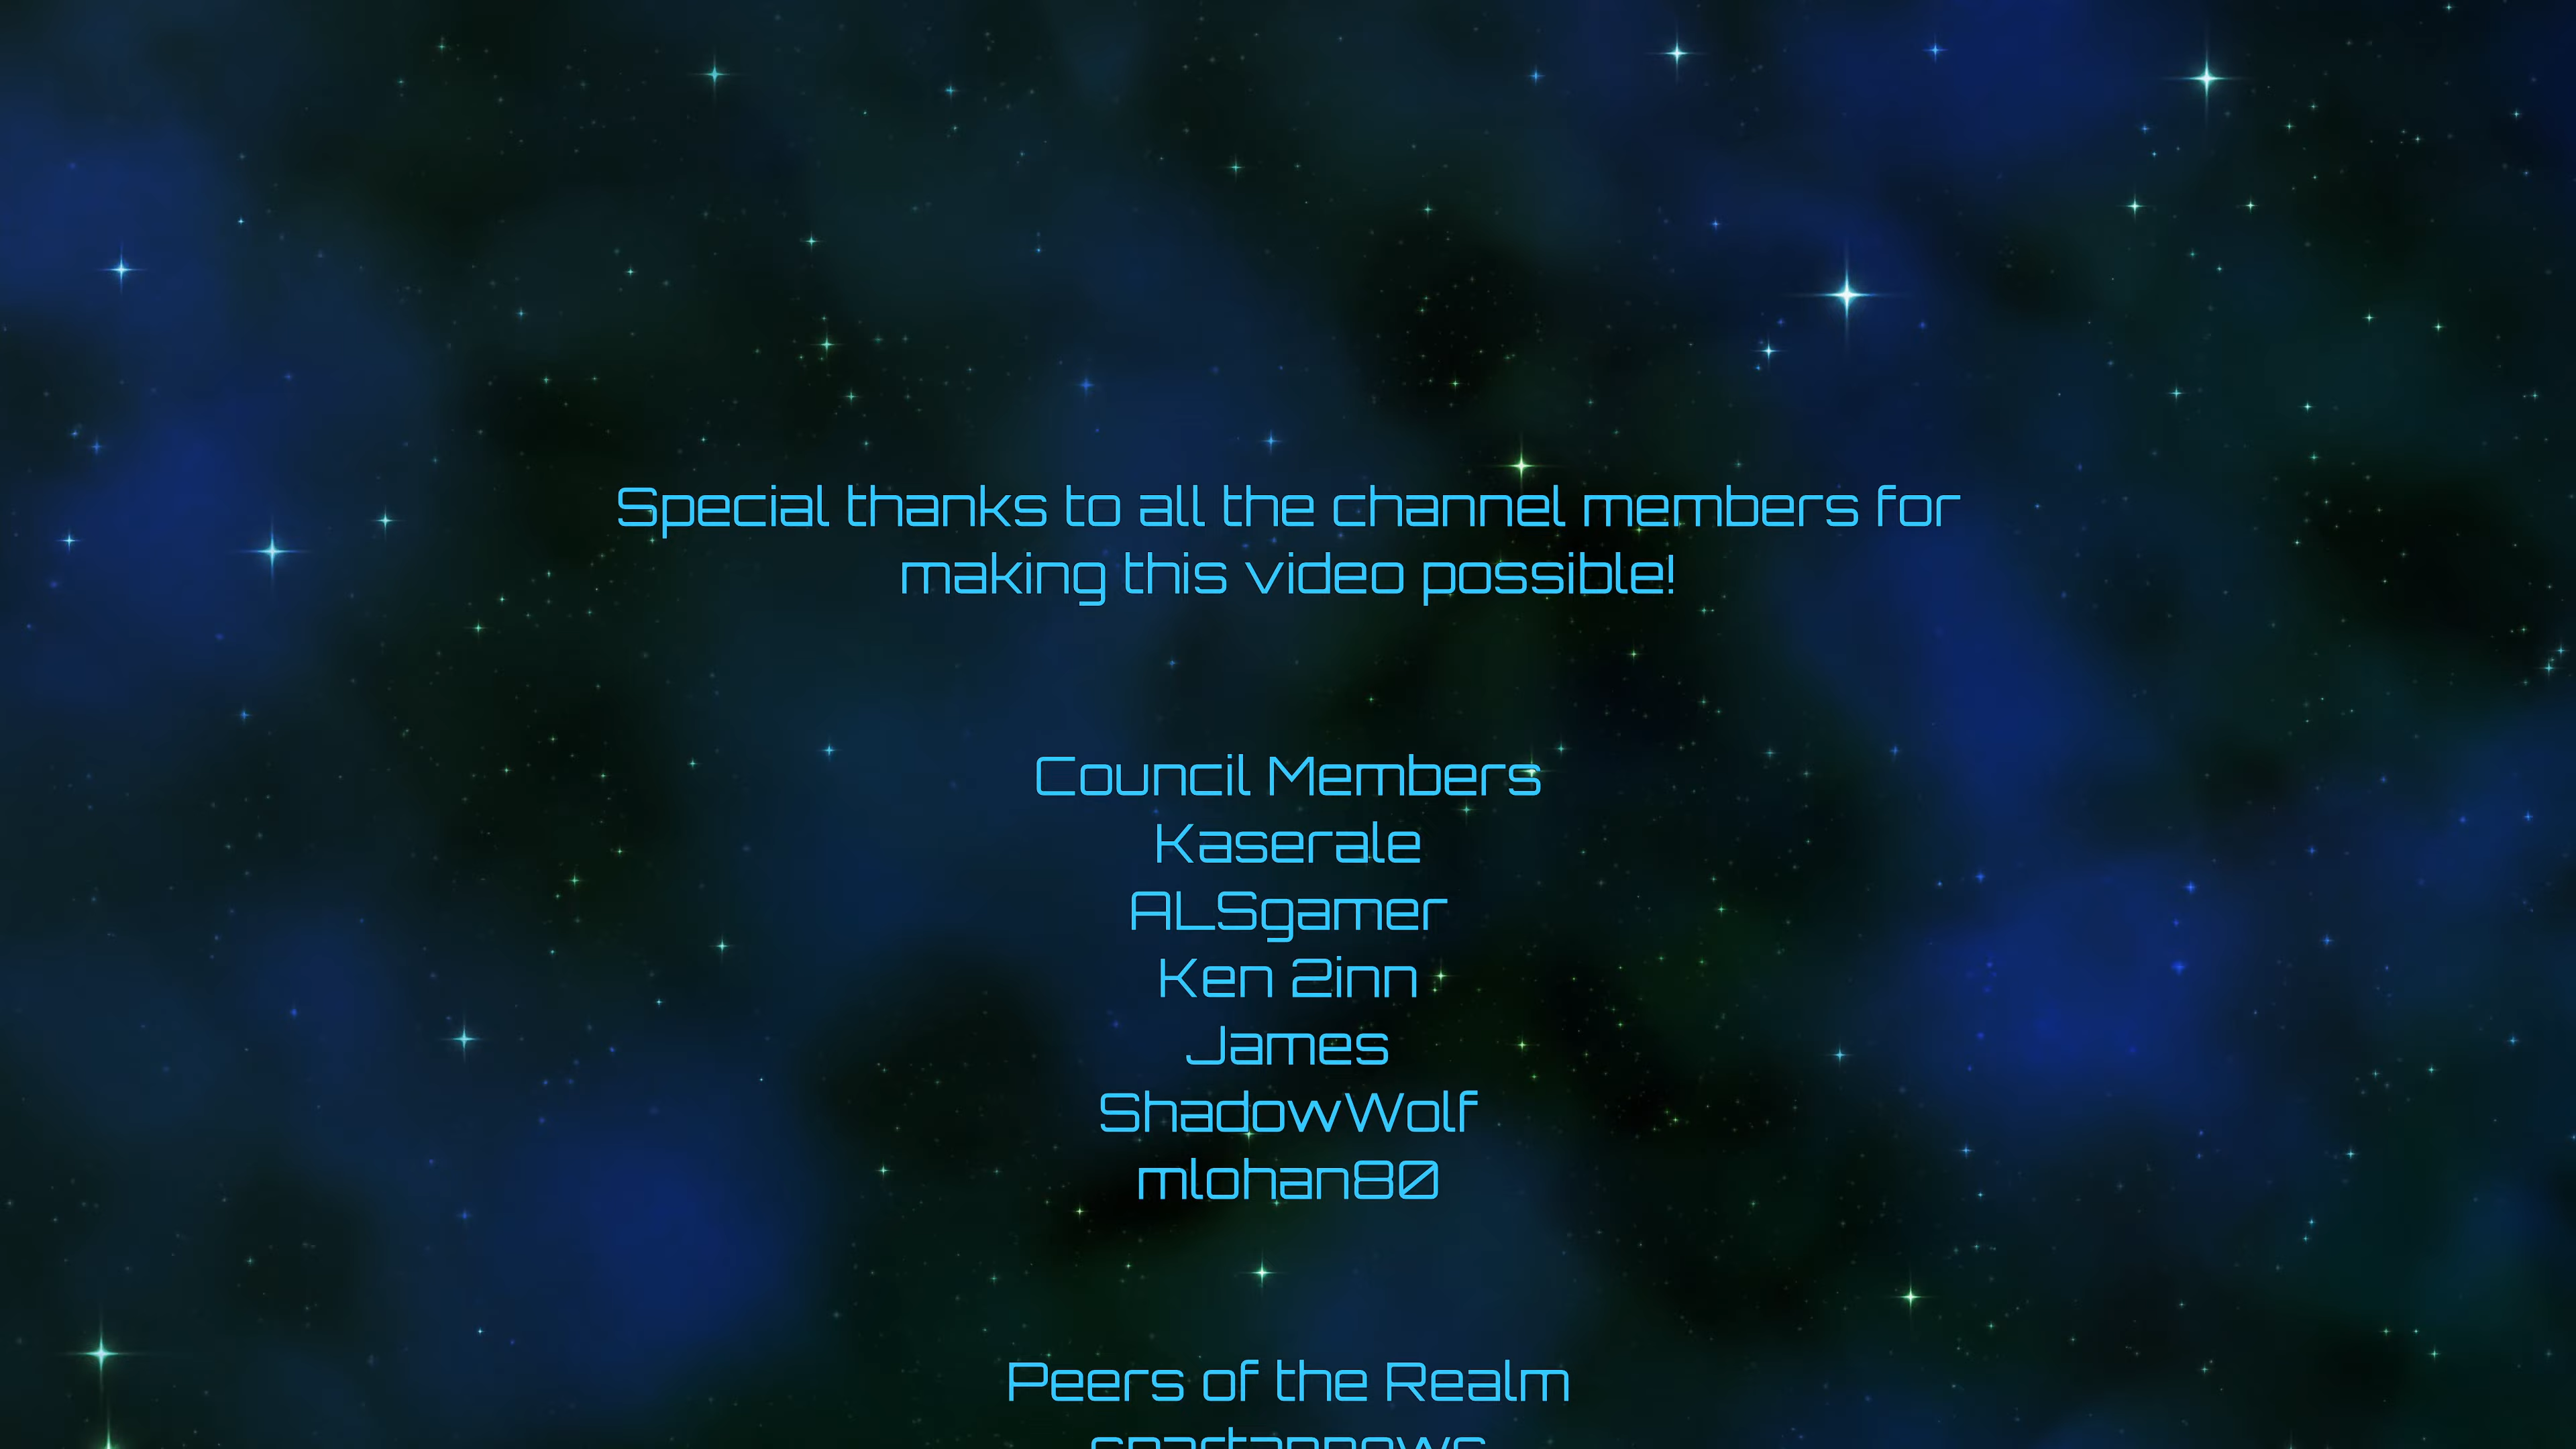 Special thanks to all the channel members for
making this video possible!
Council Members
Kaserale
ALSgamer
Ken 2inn
James
ShadowWolf
mlohan80
Peers of the Realm